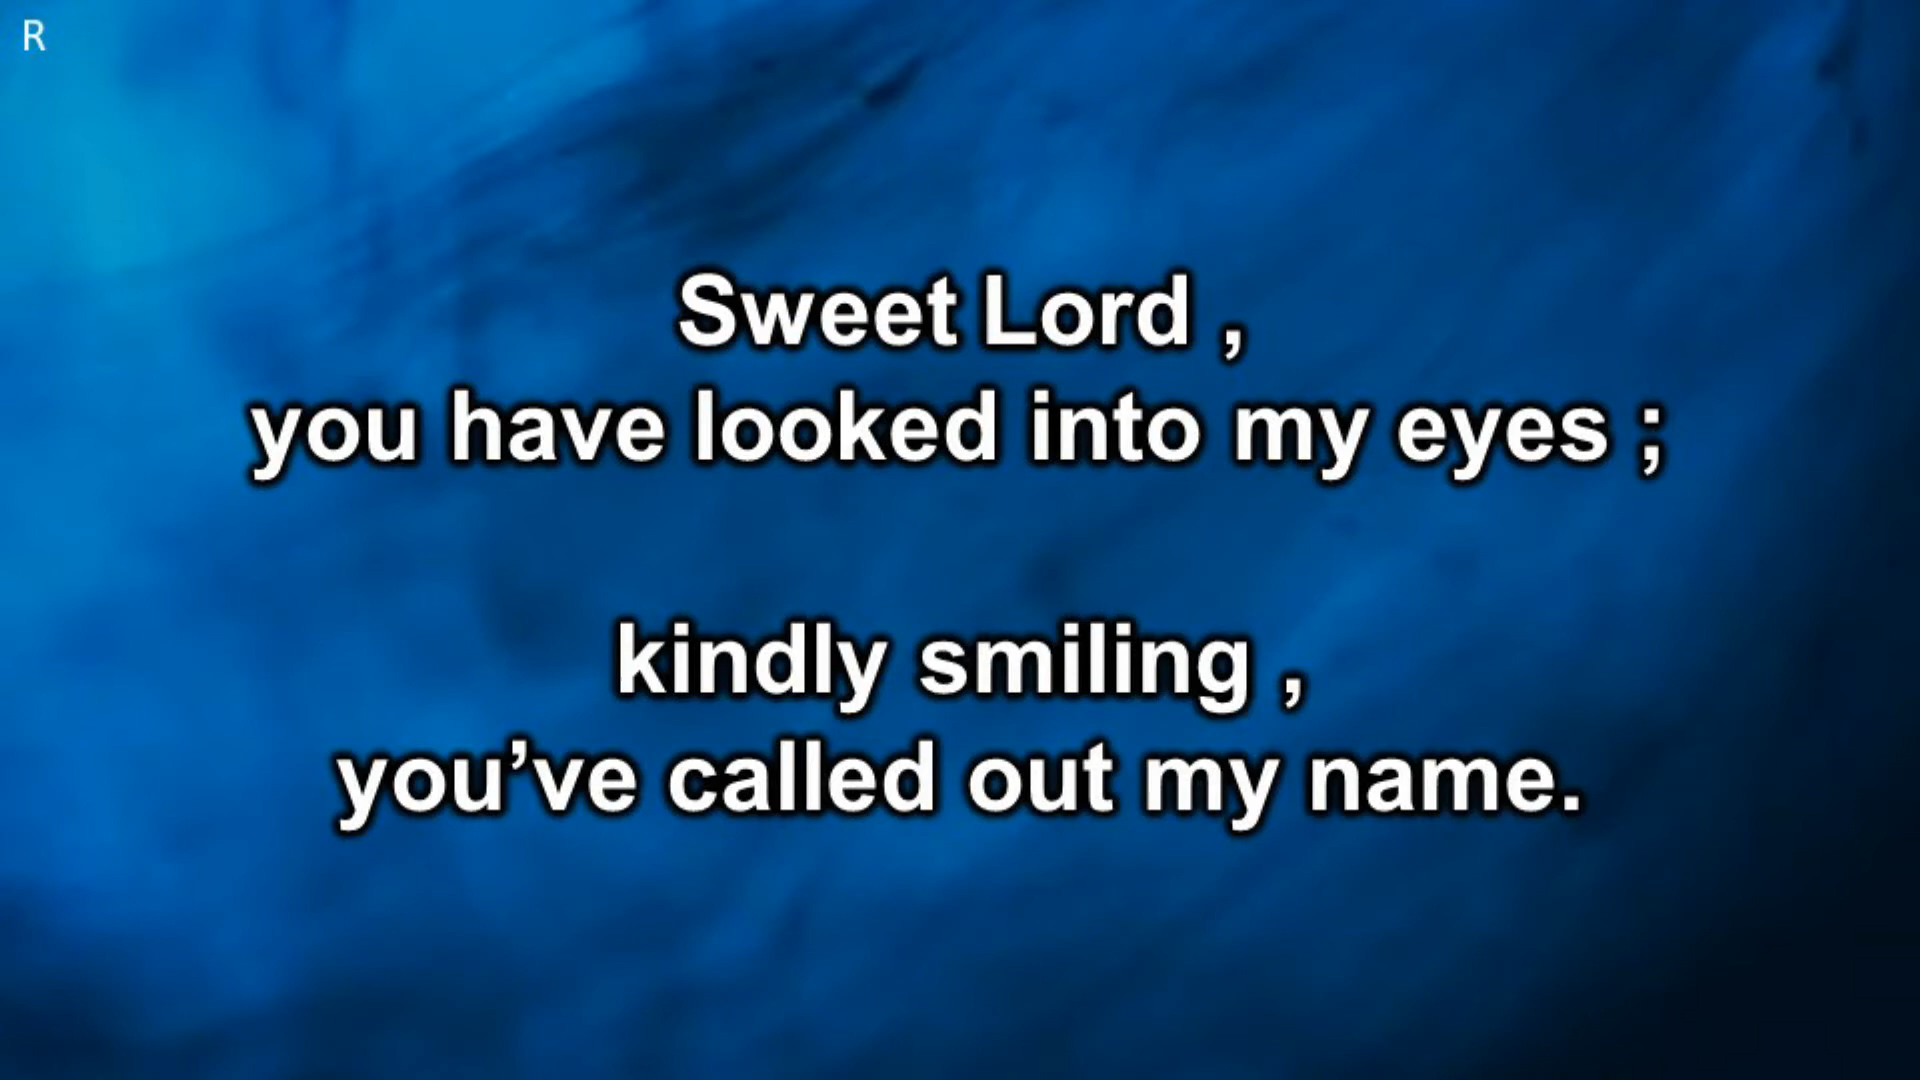 R
Sweet Lord ,
you have looked into my eyes ;
kindly smiling ,
you’ve called out my name.